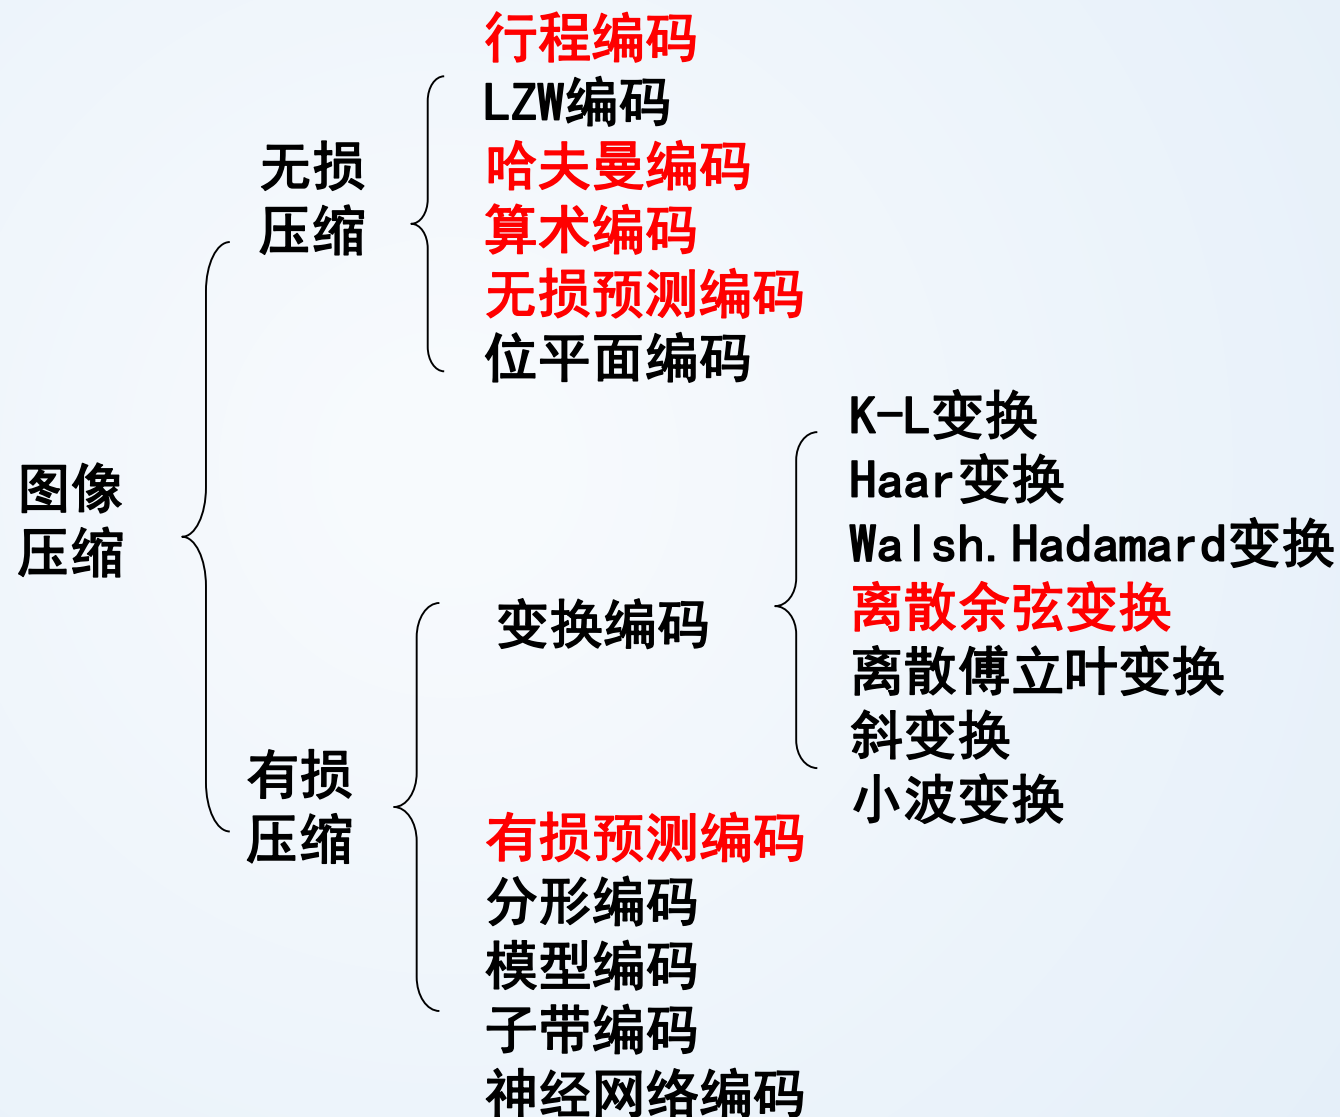 图像
压缩
无损
压缩
行程编码
LZW编码
哈夫曼编码
算术编码
无损预测编码
位平面编码
有损
压缩
变换编码
K-L变换
Haar变换
Walsh.Hadamard变换
离散余弦变换
离散傅立叶变换
斜变换
小波变换
有损预测编码
分形编码
模型编码
子带编码
神经网络编码